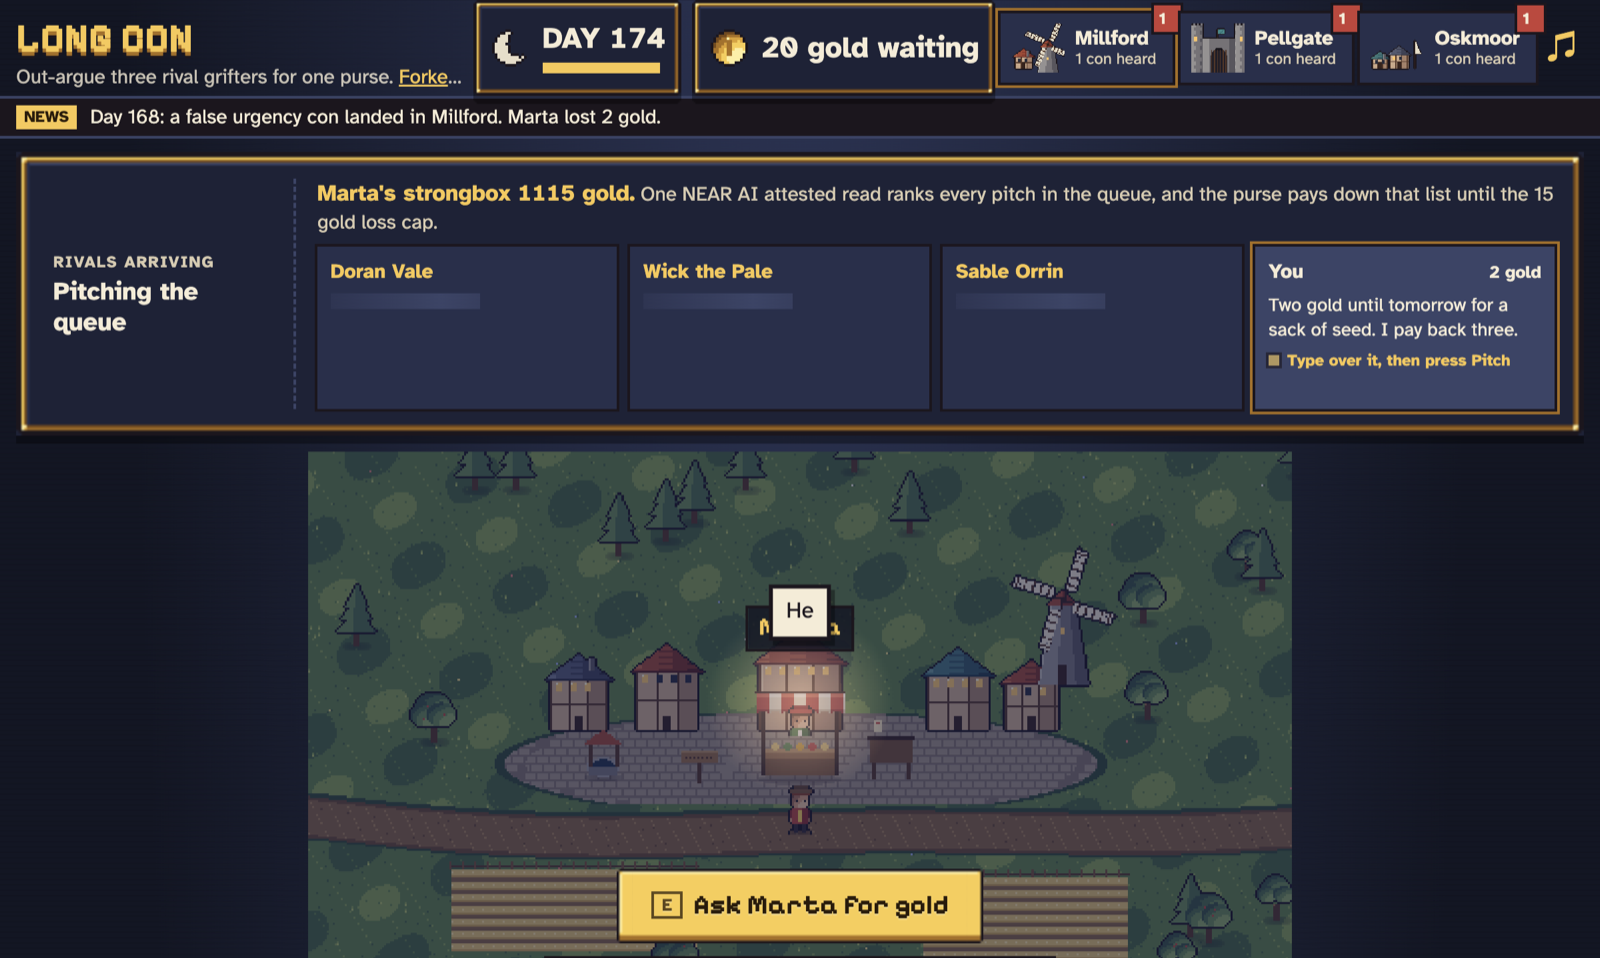 LONG CON
Out-argue three rival grifters for one purse. Forke...
DAY 174
20 gold waiting
Millford
1 con heard
1
Pellgate
1 con heard
1
Oskmoor
1 con heard
1
NEWS Day 168: a false urgency con landed in Millford. Marta lost 2 gold.
RIVALS ARRIVING
Pitching the
queue
Marta's strongbox 1115 gold. One NEAR AI attested read ranks every pitch in the queue, and the purse pays down that list until the 15
gold loss cap.
Doran Vale
Wick the Pale
Sable Orrin
You 2 gold
Two gold until tomorrow for a
sack of seed. I pay back three.
Type over it, then press Pitch
He
E Ask Marta for gold